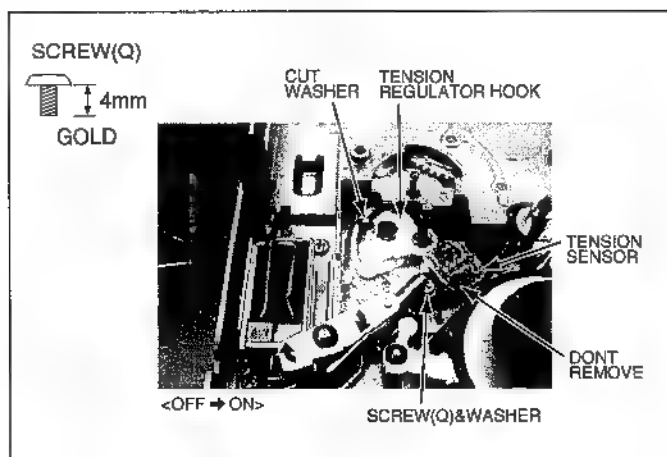 SCREW(Q)
4mm
GOLD
CUT
WASHER
TENSION
REGULATOR HOOK
TENSION
SENSOR
DONT
REMOVE
A
A
<OFF ➔ ON>
SCREW(Q)&WASHER